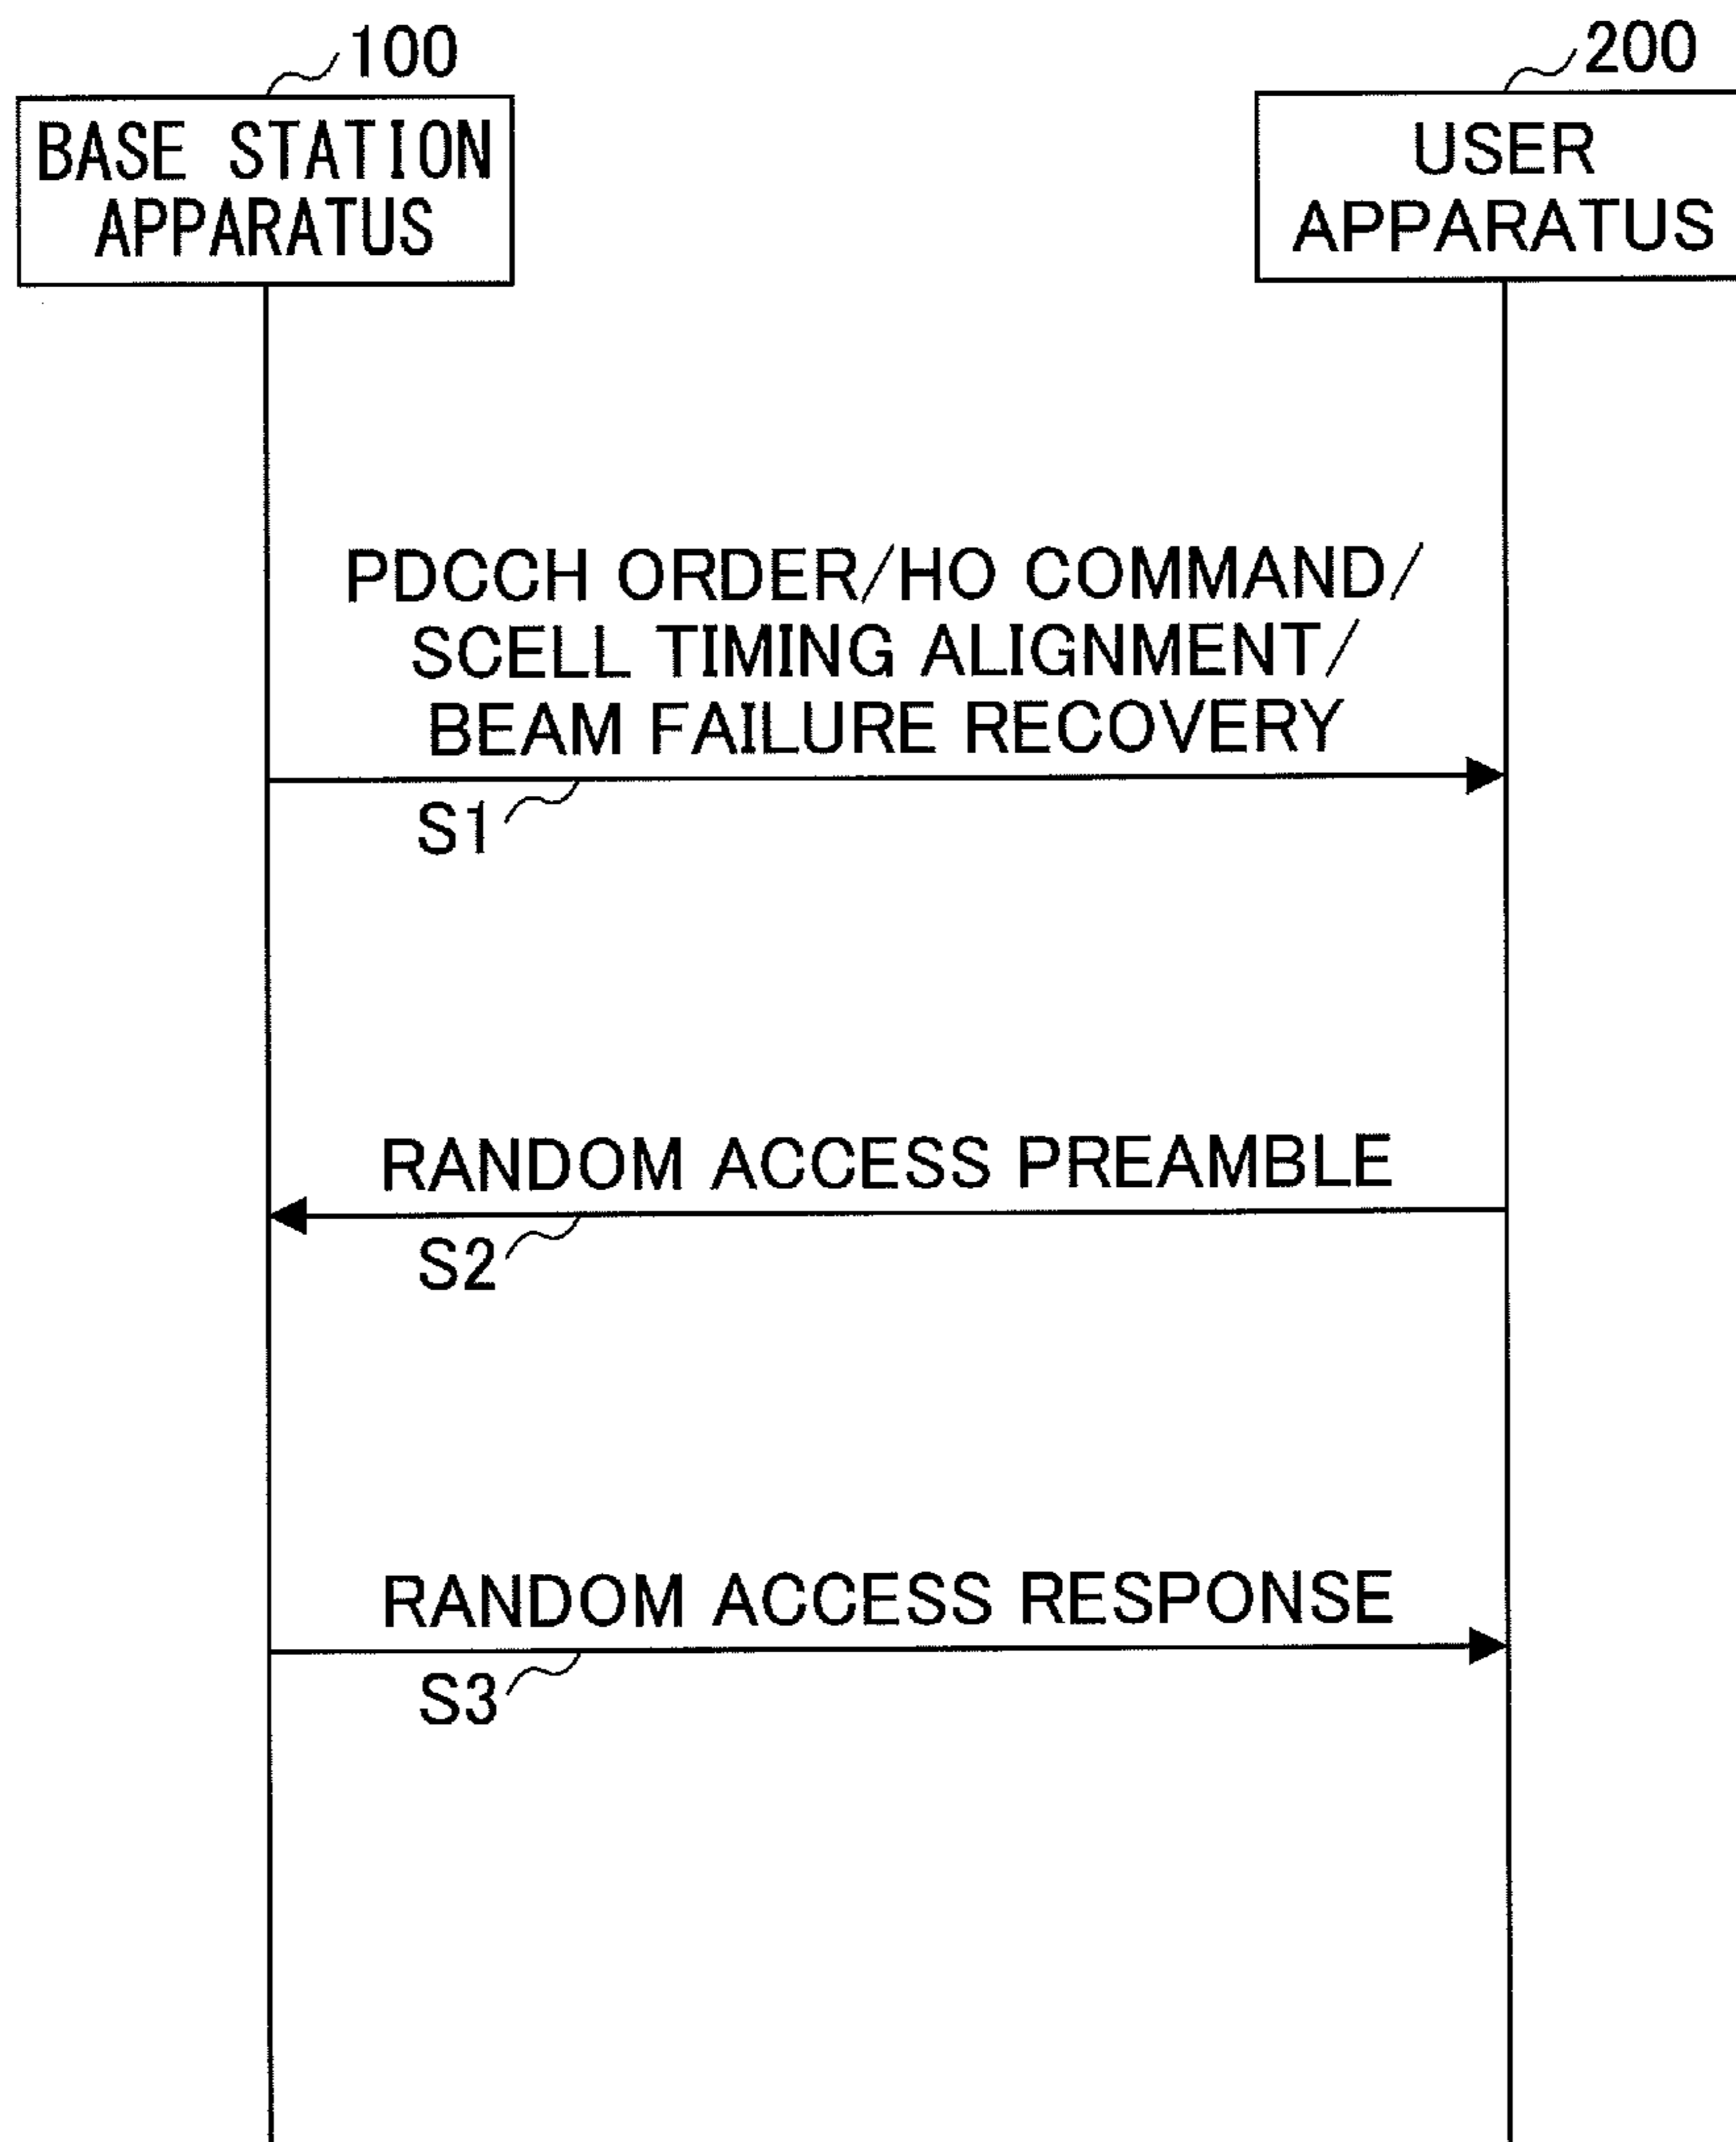 100
BASE STATION
APPARATUS
200
USER
APPARATUS
PDCCH ORDER/HO COMMAND/
SCELL TIMING ALIGNMENT/
BEAM FAILURE RECOVERY
S1
RANDOM ACCESS PREAMBLE
S2
RANDOM ACCESS RESPONSE
S3